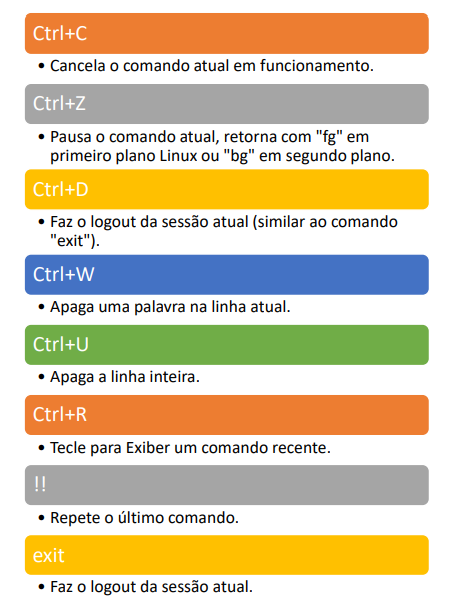 Ctrl+C
• Cancela o comando atual em funcionamento.
Ctrl+Z
• Pausa o comando atual, retorna com "fg" em
primeiro plano Linux ou "bg" em segundo plano.
Ctrl+D
• Faz o logout da sessão atual (similar ao comando
"exit").
Ctrl+W
• Apaga uma palavra na linha atual.
Ctrl+U
• Apaga a linha inteira.
Ctrl+R
• Tecle para Exiber um comando recente.
!!
• Repete o último comando.
exit
• Faz o logout da sessão atual.